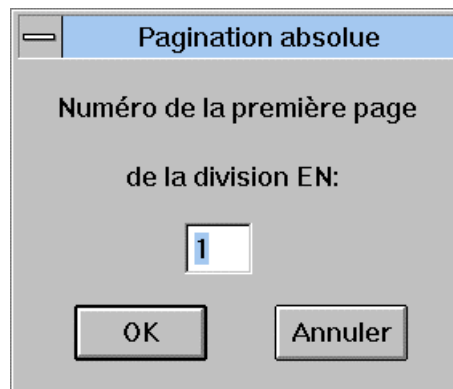 Pagination absolue
Numéro de la première page
de la division EN:
1
OK
Annuler